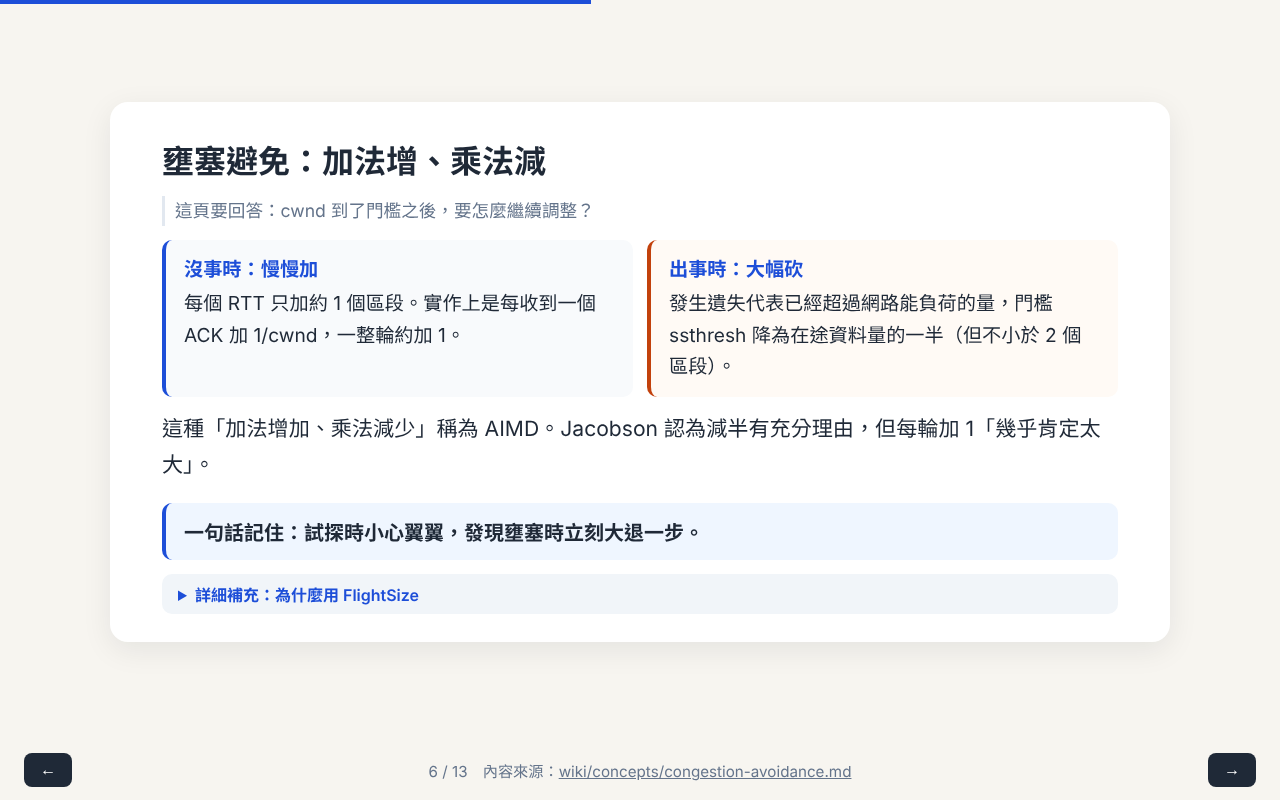 壅塞避免：加法增、乘法減
這頁要回答：cwnd 到了門檻之後，要怎麼繼續調整？
沒事時：慢慢加
每個 RTT 只加約 1 個區段。實作上是每收到一個
ACK 加 1/cwnd，一整輪約加 1。
出事時：大幅砍
發生遺失代表已經超過網路能負荷的量，門檻
ssthresh 降為在途資料量的一半（但不小於 2 個
區段）。
這種「加法增加、乘法減少」稱為 AIMD。Jacobson 認為減半有充分理由，但每輪加 1「幾乎肯定太
大」。
一句話記住：試探時小心翼翼，發現壅塞時立刻大退一步。
▶ 詳細補充：為什麼用 FlightSize
← 6 / 13 內容來源：wiki/concepts/congestion-avoidance.md →